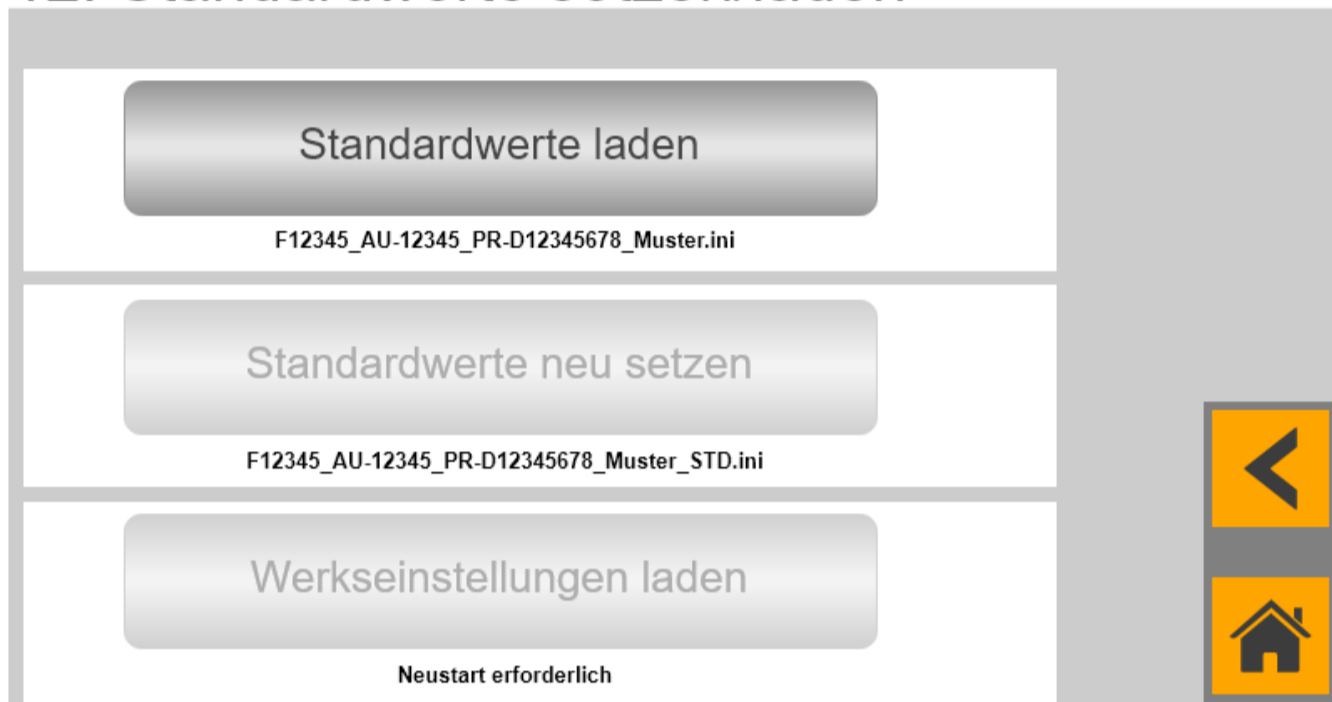 Standardwerte laden
F12345_AU-12345_PR-D12345678_Muster.ini
Standardwerte neu setzen
F12345_AU-12345_PR-D12345678_Muster_STD.ini
Werkseinstellungen laden
Neustart erforderlich